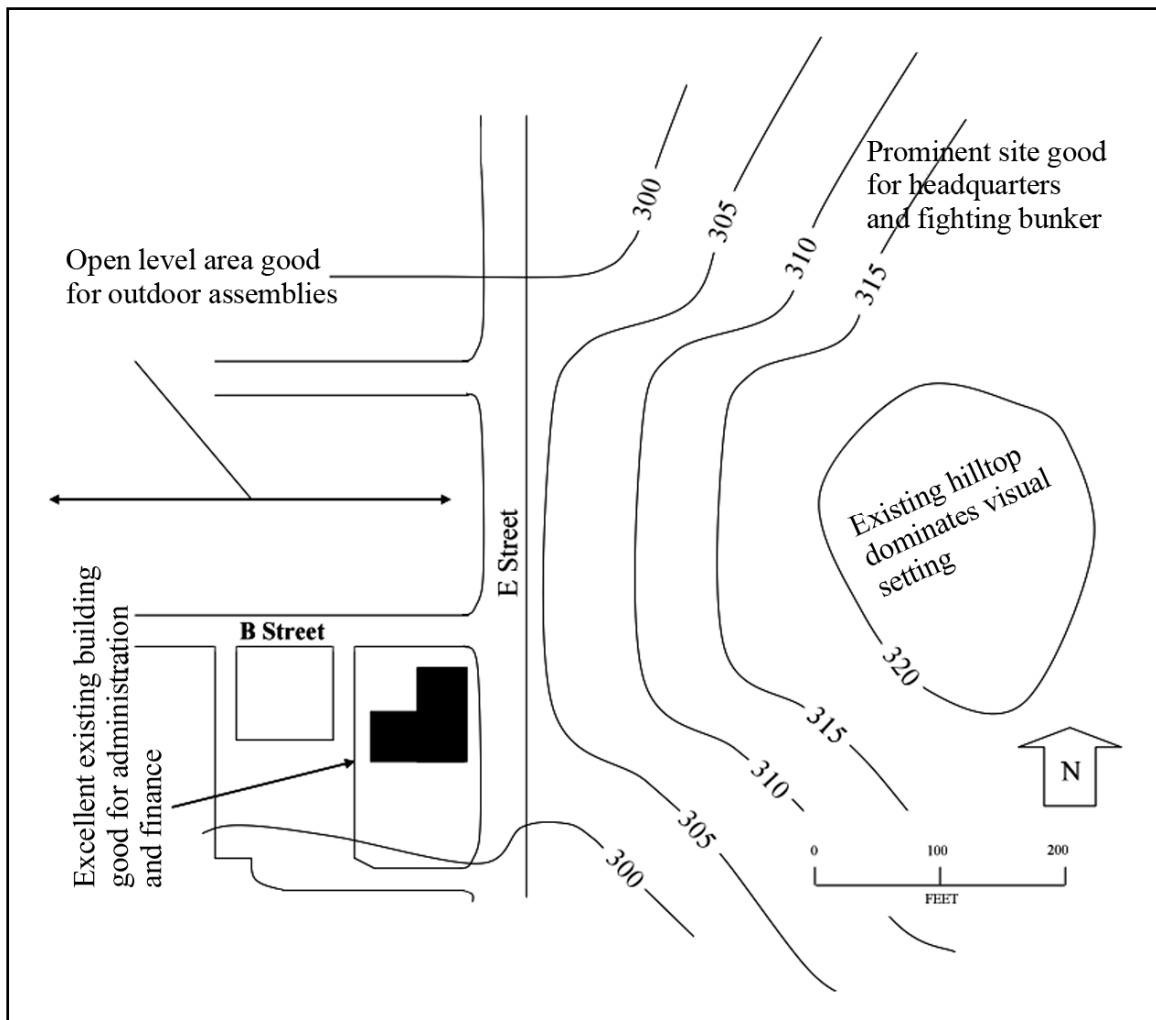 Prominent site good
for headquarters
and fighting bunker
300
305
310
315
Open level area good
for outdoor assemblies
E Street
Existing hilltop
dominates visual
setting
B Street
Excellent existing building
good for administration
and finance
320
315
310
305
300
N
0 100 200
FEET